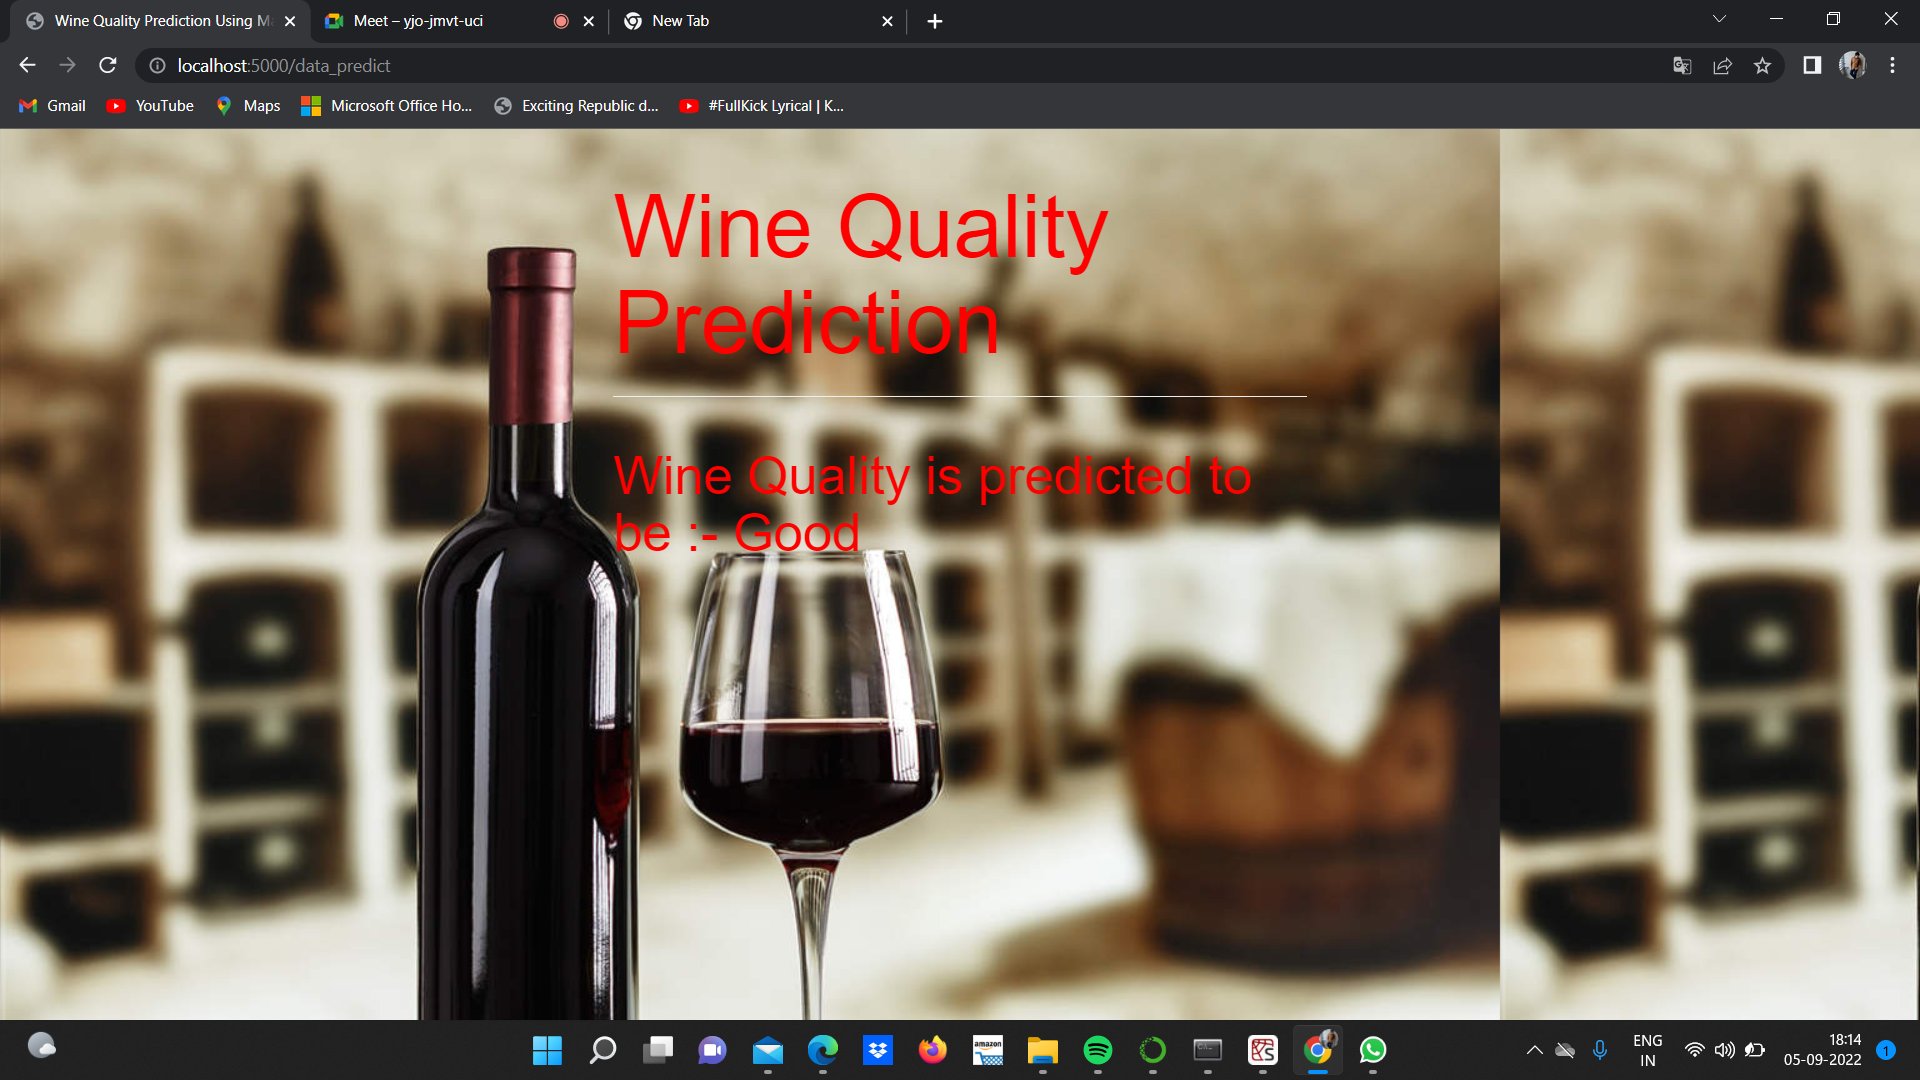 Wine Quality Prediction Using Ma
Meet – yjo-jmvt-uci
New Tab
localhost:5000/data_predict
Gmail
YouTube
Maps
Microsoft Office Ho...
Exciting Republic d...
#FullKick Lyrical | K...
Wine Quality
Prediction
Wine Quality is predicted to
be :- Good
amazon
ENG
IN
18:14
05-09-2022
1